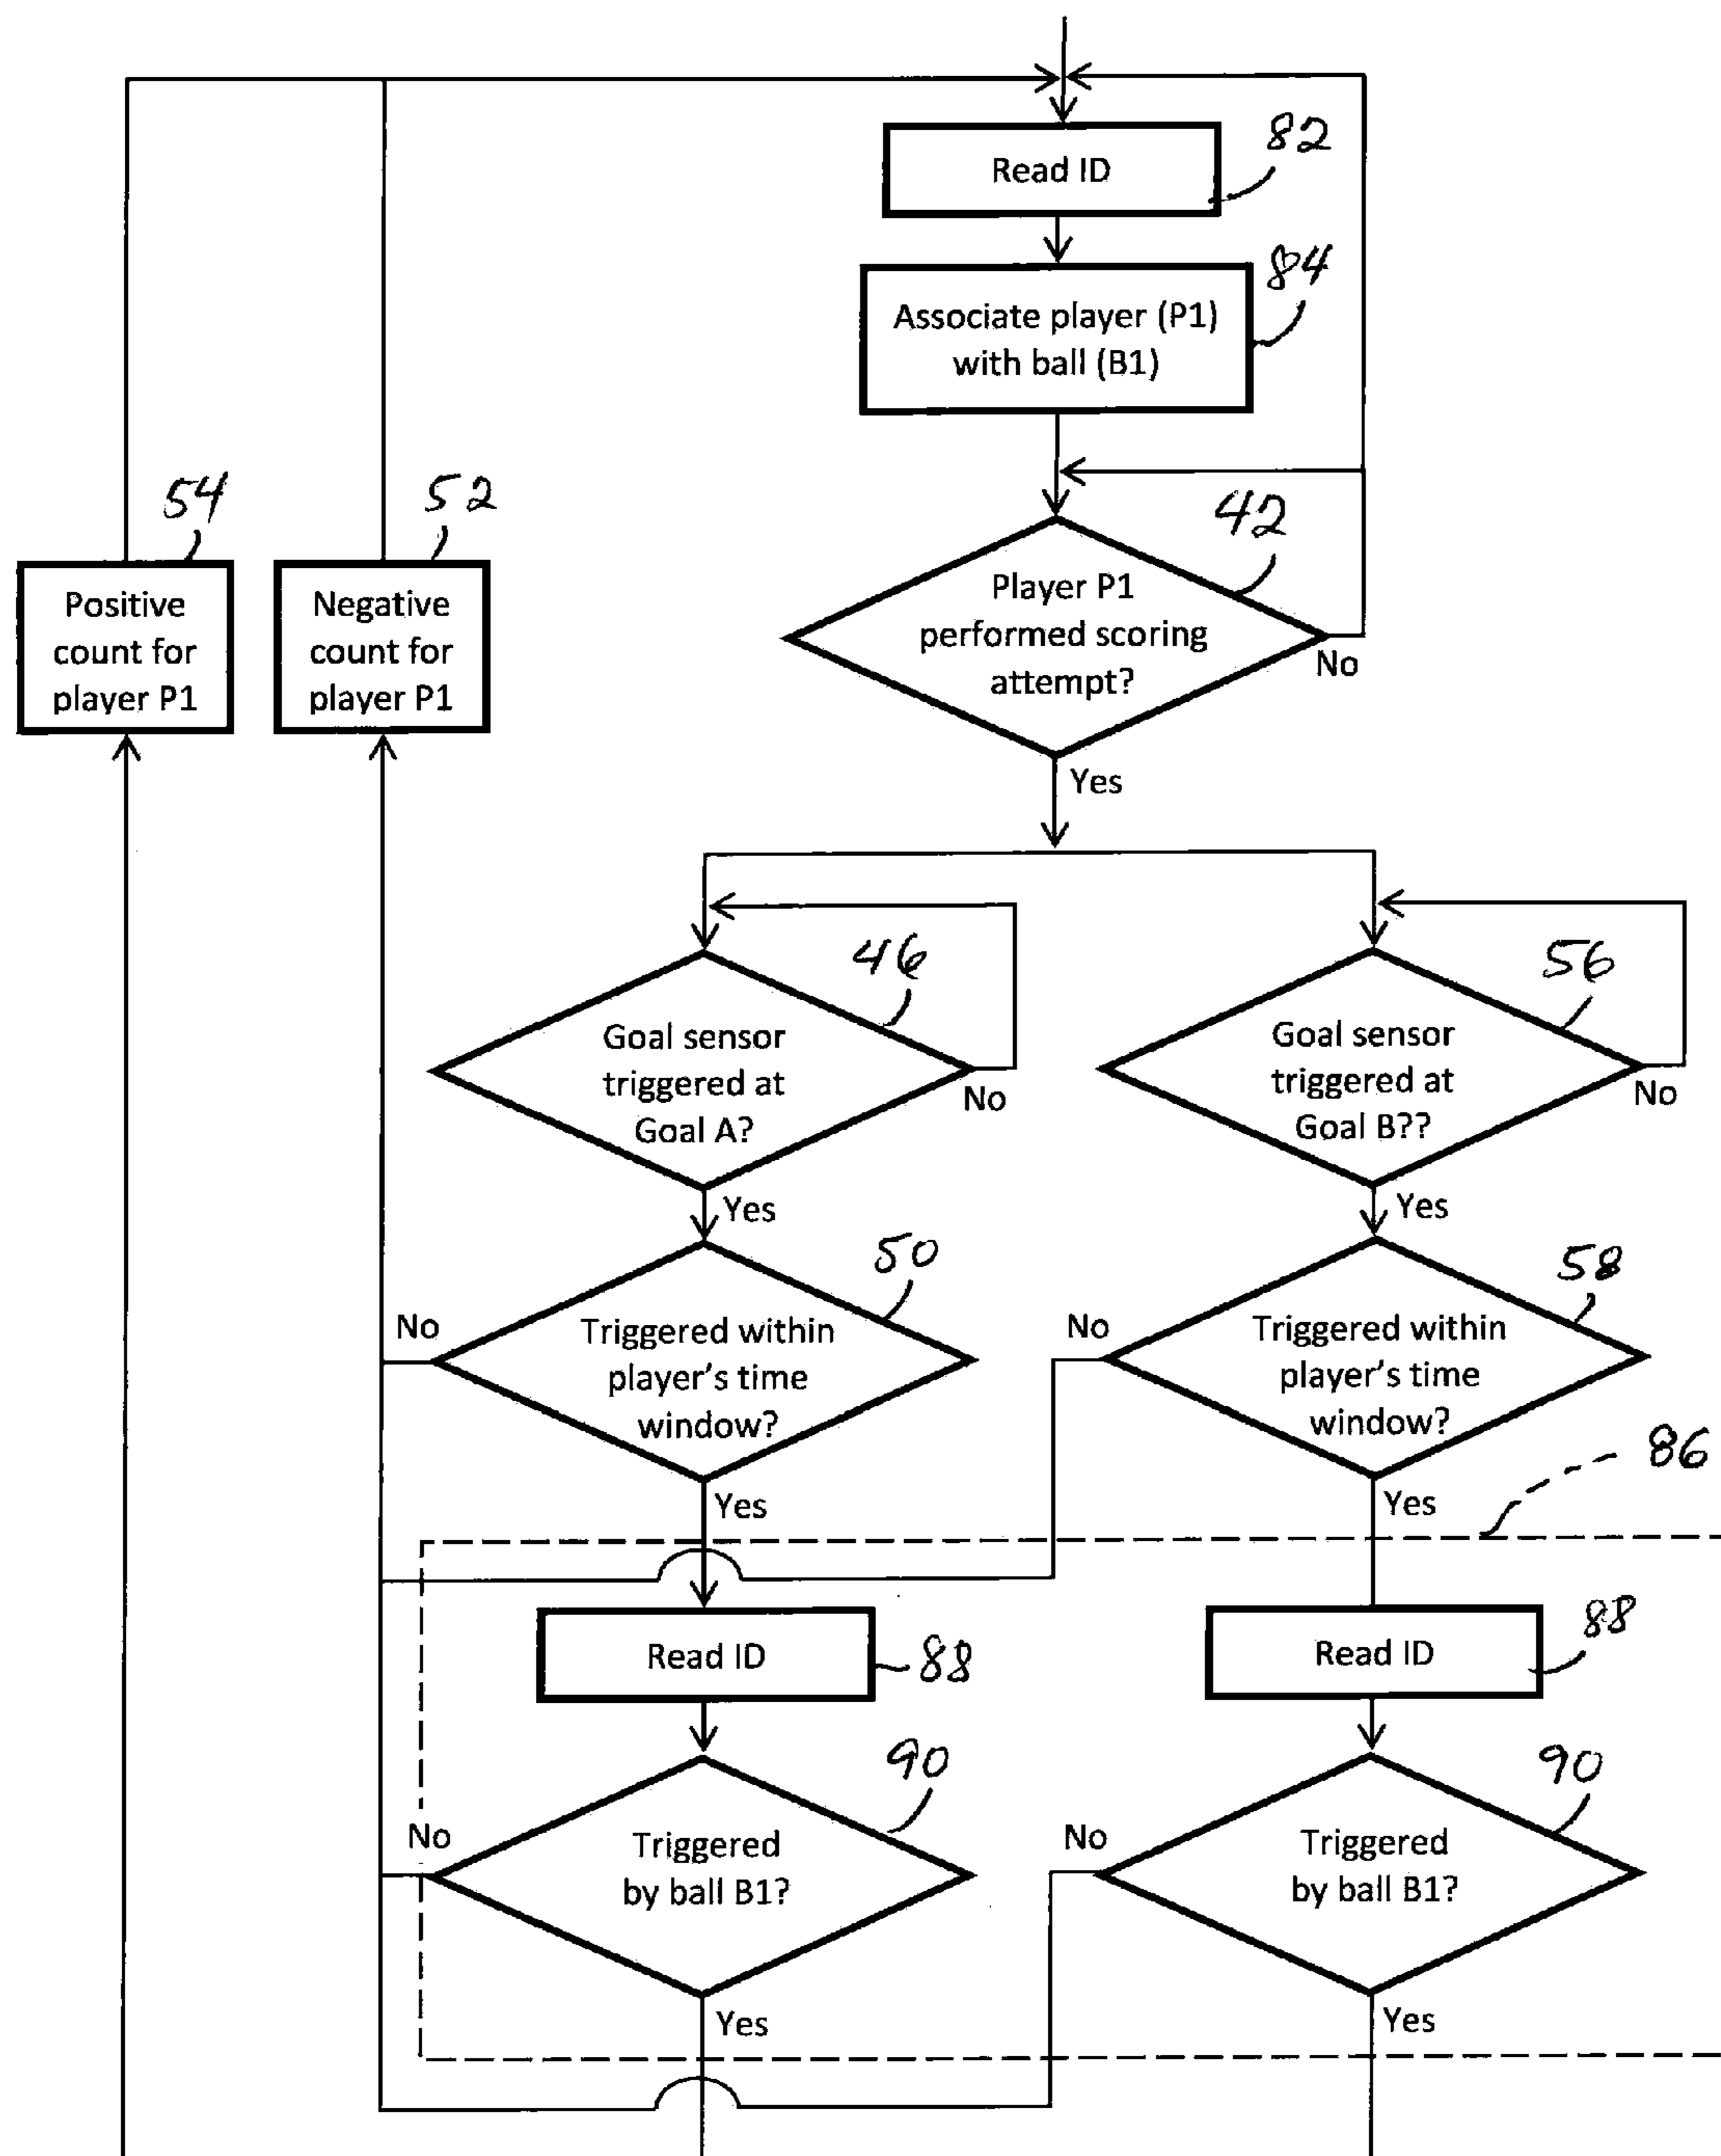 82
Read ID
84
Associate player (P1)
with ball (B1)
54
52
42
Positive
count for
player P1
Negative
count for
player P1
Player P1
performed scoring
attempt?
No
Yes
46
56
Goal sensor
triggered at
Goal A?
No
Goal sensor
triggered at
Goal B??
No
Yes
Yes
50
58
No
Triggered within
player's time
window?
No
Triggered within
player's time
window?
86
Yes
Yes
Read ID
88
Read ID
88
90
90
No
Triggered
by ball B1?
No
Triggered
by ball B1?
Yes
Yes